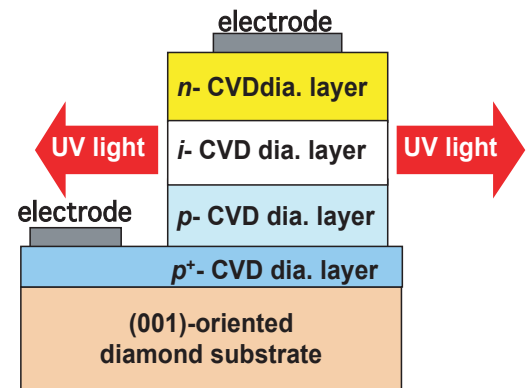 electrode
n- CVDdia. layer
UV light
i- CVD dia. layer
UV light
p- CVD dia. layer
electrode
p+- CVD dia. layer
(001)-oriented
diamond substrate